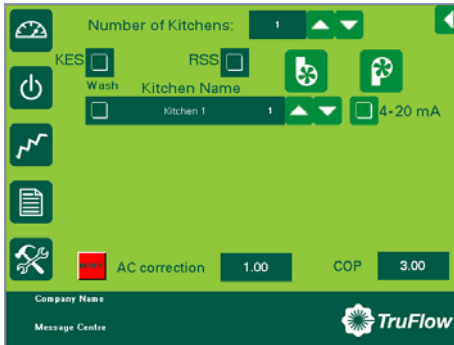 Number of Kitchens: 1
KES RSS
Wash Kitchen Name
Kitchen 1 1 4-20 mA
AC correction 1.00 COP 3.00
Company Name
Message Centre
TruFlow